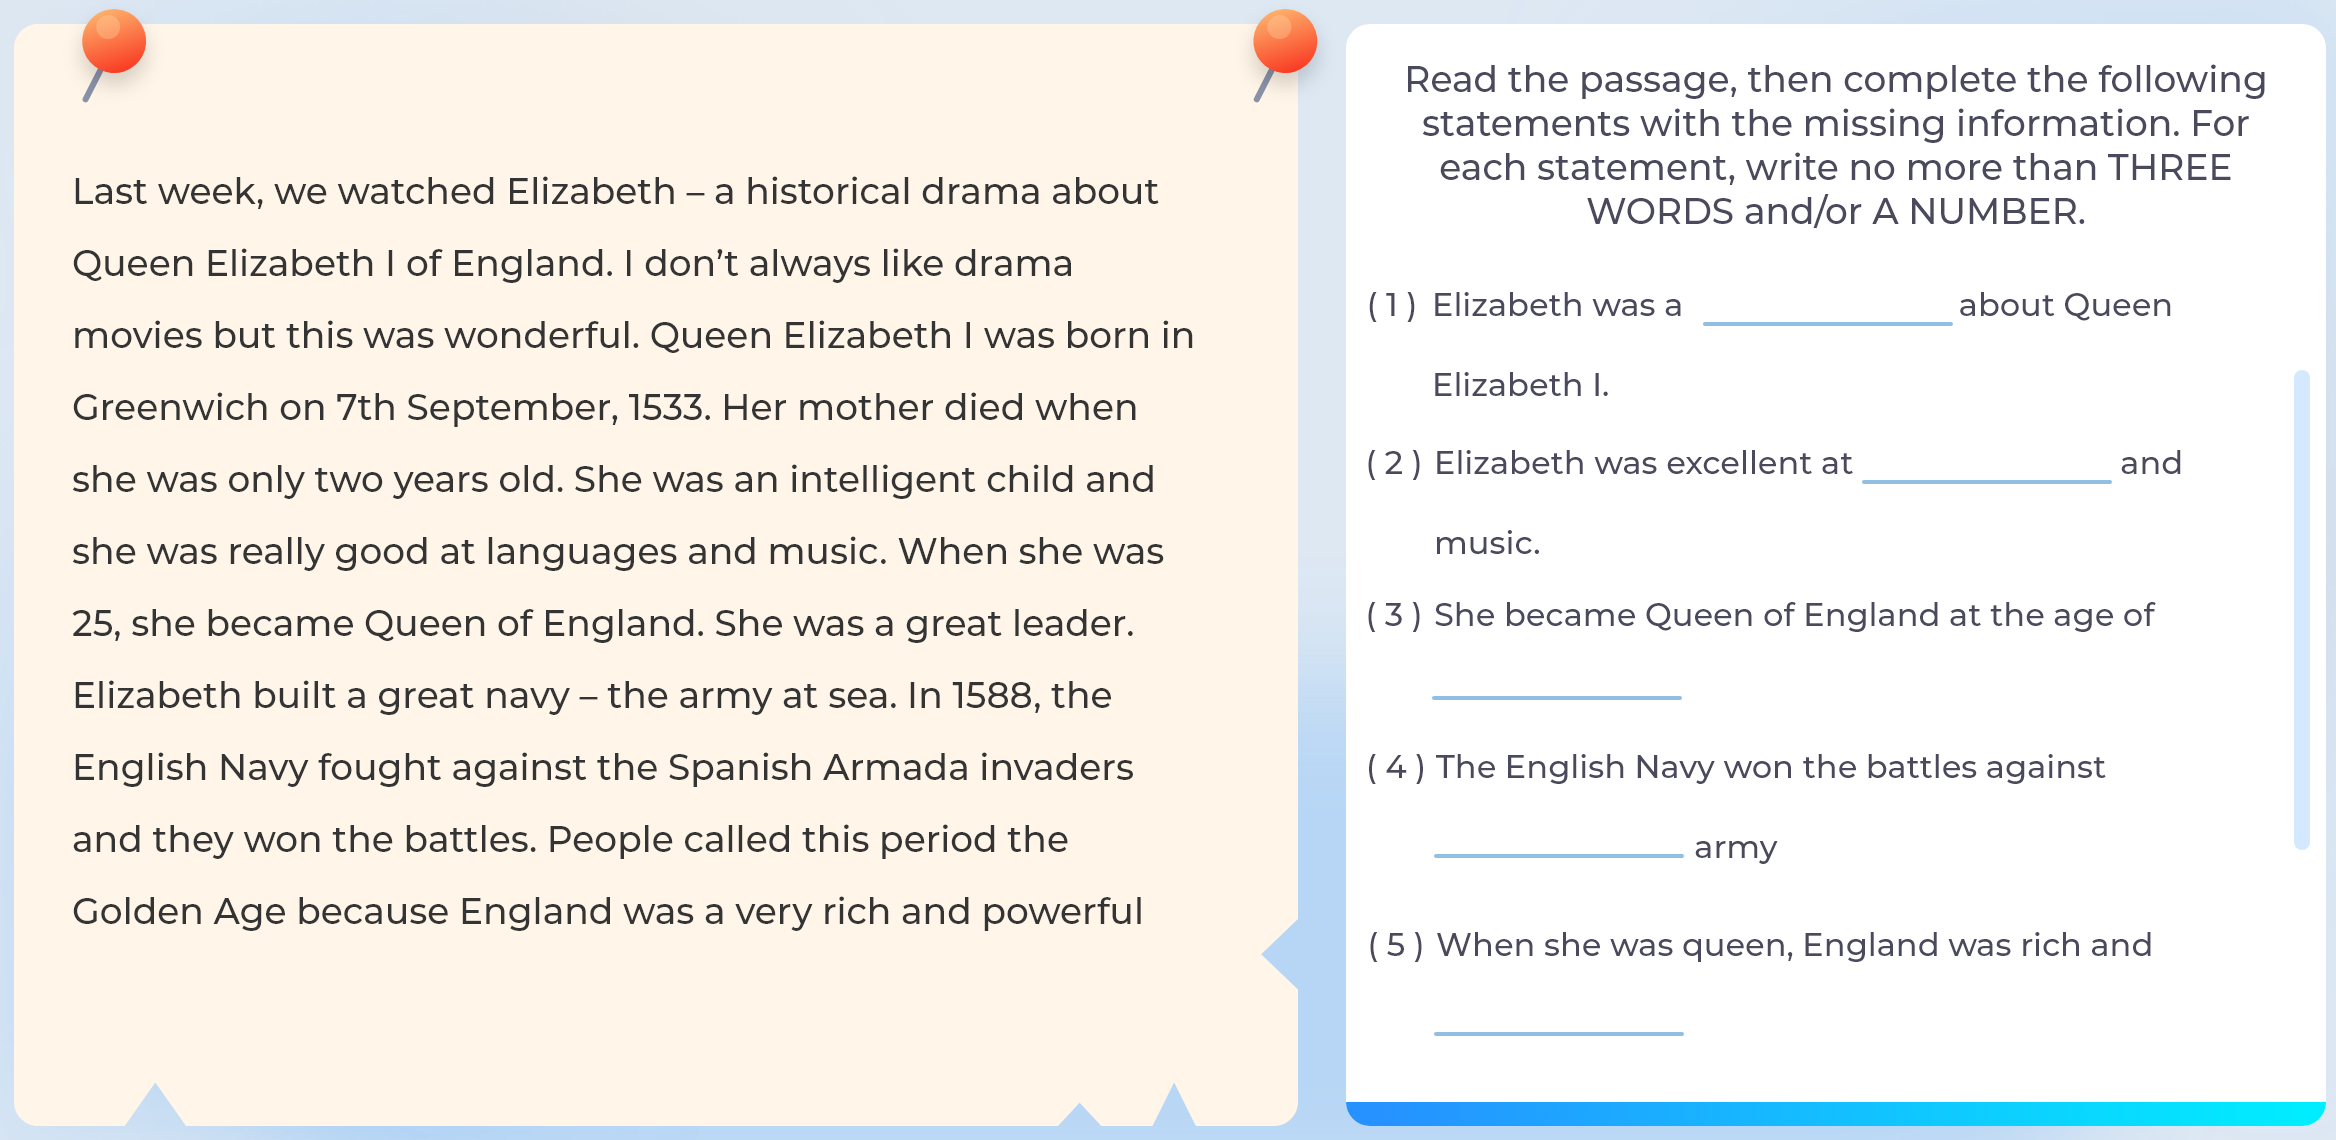 Last week, we watched Elizabeth – a historical drama about
Queen Elizabeth I of England. I don’t always like drama
movies but this was wonderful. Queen Elizabeth I was born in
Greenwich on 7th September, 1533. Her mother died when
she was only two years old. She was an intelligent child and
she was really good at languages and music. When she was
25, she became Queen of England. She was a great leader.
Elizabeth built a great navy – the army at sea. In 1588, the
English Navy fought against the Spanish Armada invaders
and they won the battles. People called this period the
Golden Age because England was a very rich and powerful
Read the passage, then complete the following
statements with the missing information. For
each statement, write no more than THREE
WORDS and/or A NUMBER.
( 1 ) Elizabeth was a ____________ about Queen
Elizabeth I.
( 2 ) Elizabeth was excellent at ____________ and
music.
( 3 ) She became Queen of England at the age of
____________
( 4 ) The English Navy won the battles against
____________ army
( 5 ) When she was queen, England was rich and
____________